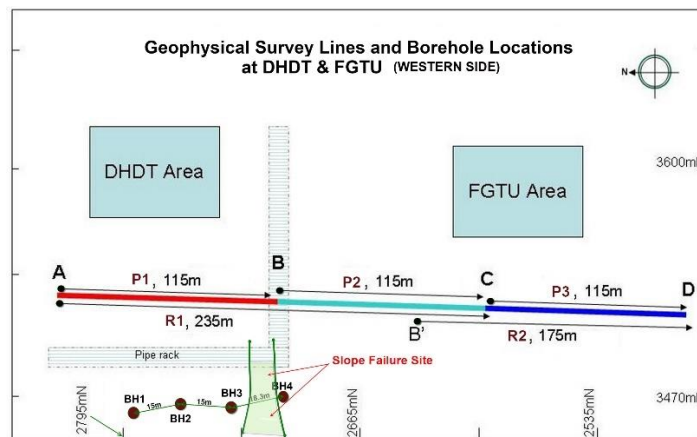 Geophysical Survey Lines and Borehole Locations
at DHDT & FGTU (WESTERN SIDE)
N
3600mE
DHDT Area
FGTU Area
A
P1, 115m
B
P2, 115m
C
P3, 115m
D
R1, 235m
B'
R2, 175m
Pipe rack
Slope Failure Site
BH1
15m
BH2
15m
BH3
18.3m
BH4
2795mN
2665mN
2535mN
3470mE